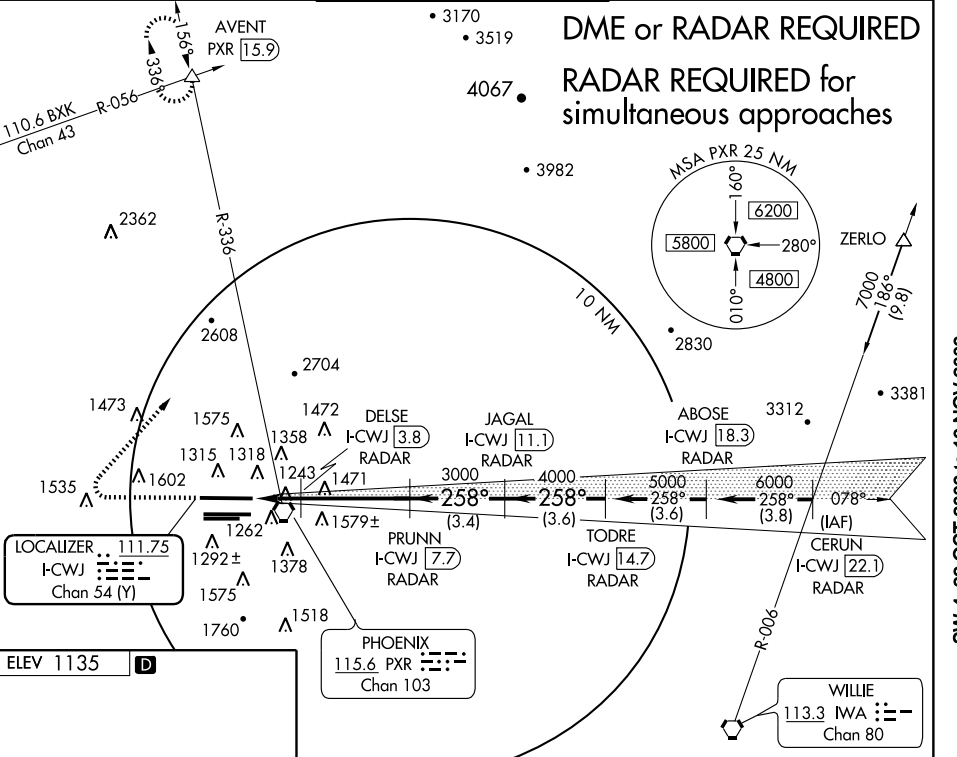 DME or RADAR REQUIRED
RADAR REQUIRED for
simultaneous approaches
AVENT
PXR 15.9
156°
336°
110.6 BXK
Chan 43
R-056
R-336
3170
3519
4067
3982
2362
MSA PXR 25 NM
160°
6200
5800
280°
4800
010°
ZERLO
7000
186°
(9.8)
10 NM
2608
2830
2704
3381
3312
1473
1575
1472
1358
1315
1318
1243
1471
1602
1535
1262
1579±
1292±
1378
1575
1518
1760
DELSE
I-CWJ 3.8
RADAR
JAGAL
I-CWJ 11.1
RADAR
ABOSE
I-CWJ 18.3
RADAR
3000
4000
5000
6000
258°
258°
258°
258°
078°
(3.4)
(3.6)
(3.6)
(3.8)
(IAF)
PRUNN
I-CWJ 7.7
RADAR
TODRE
I-CWJ 14.7
RADAR
CERUN
I-CWJ 22.1
RADAR
LOCALIZER 111.75
I-CWJ
Chan 54 (Y)
PHOENIX
115.6 PXR
Chan 103
R-006
WILLIE
113.3 IWA
Chan 80
ELEV 1135
D